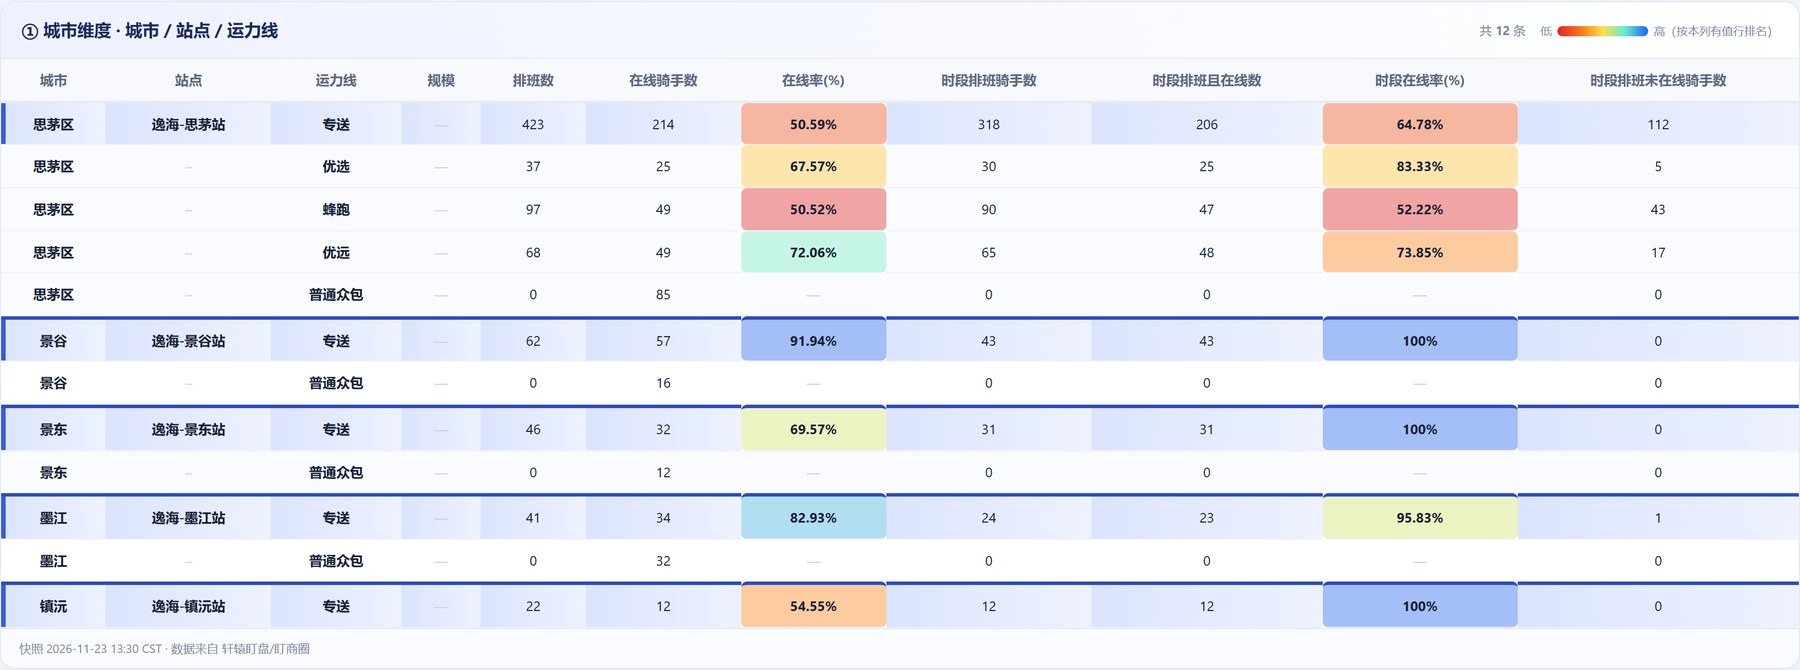 ① 城市维度 · 城市 / 站点 / 运力线
共 12 条 低 高 (按本列有值行排名)
城市 站点 运力线 规模 排班数 在线骑手数 在线率(%) 时段排班骑手数 时段排班且在线数 时段在线率(%) 时段排班未在线骑手数
思茅区 逸海-思茅站 专送 — 423 214 50.59% 318 206 64.78% 112
思茅区 – 优选 — 37 25 67.57% 30 25 83.33% 5
思茅区 – 蜂跑 — 97 49 50.52% 90 47 52.22% 43
思茅区 – 优远 — 68 49 72.06% 65 48 73.85% 17
思茅区 – 普通众包 — 0 85 — 0 0 — 0
景谷 逸海-景谷站 专送 — 62 57 91.94% 43 43 100% 0
景谷 – 普通众包 — 0 16 — 0 0 — 0
景东 逸海-景东站 专送 — 46 32 69.57% 31 31 100% 0
景东 – 普通众包 — 0 12 — 0 0 — 0
墨江 逸海-墨江站 专送 — 41 34 82.93% 24 23 95.83% 1
墨江 – 普通众包 — 0 32 — 0 0 — 0
镇沅 逸海-镇沅站 专送 — 22 12 54.55% 12 12 100% 0
快照 2026-11-23 13:30 CST · 数据来自 轩辕盯盘/盯商圈